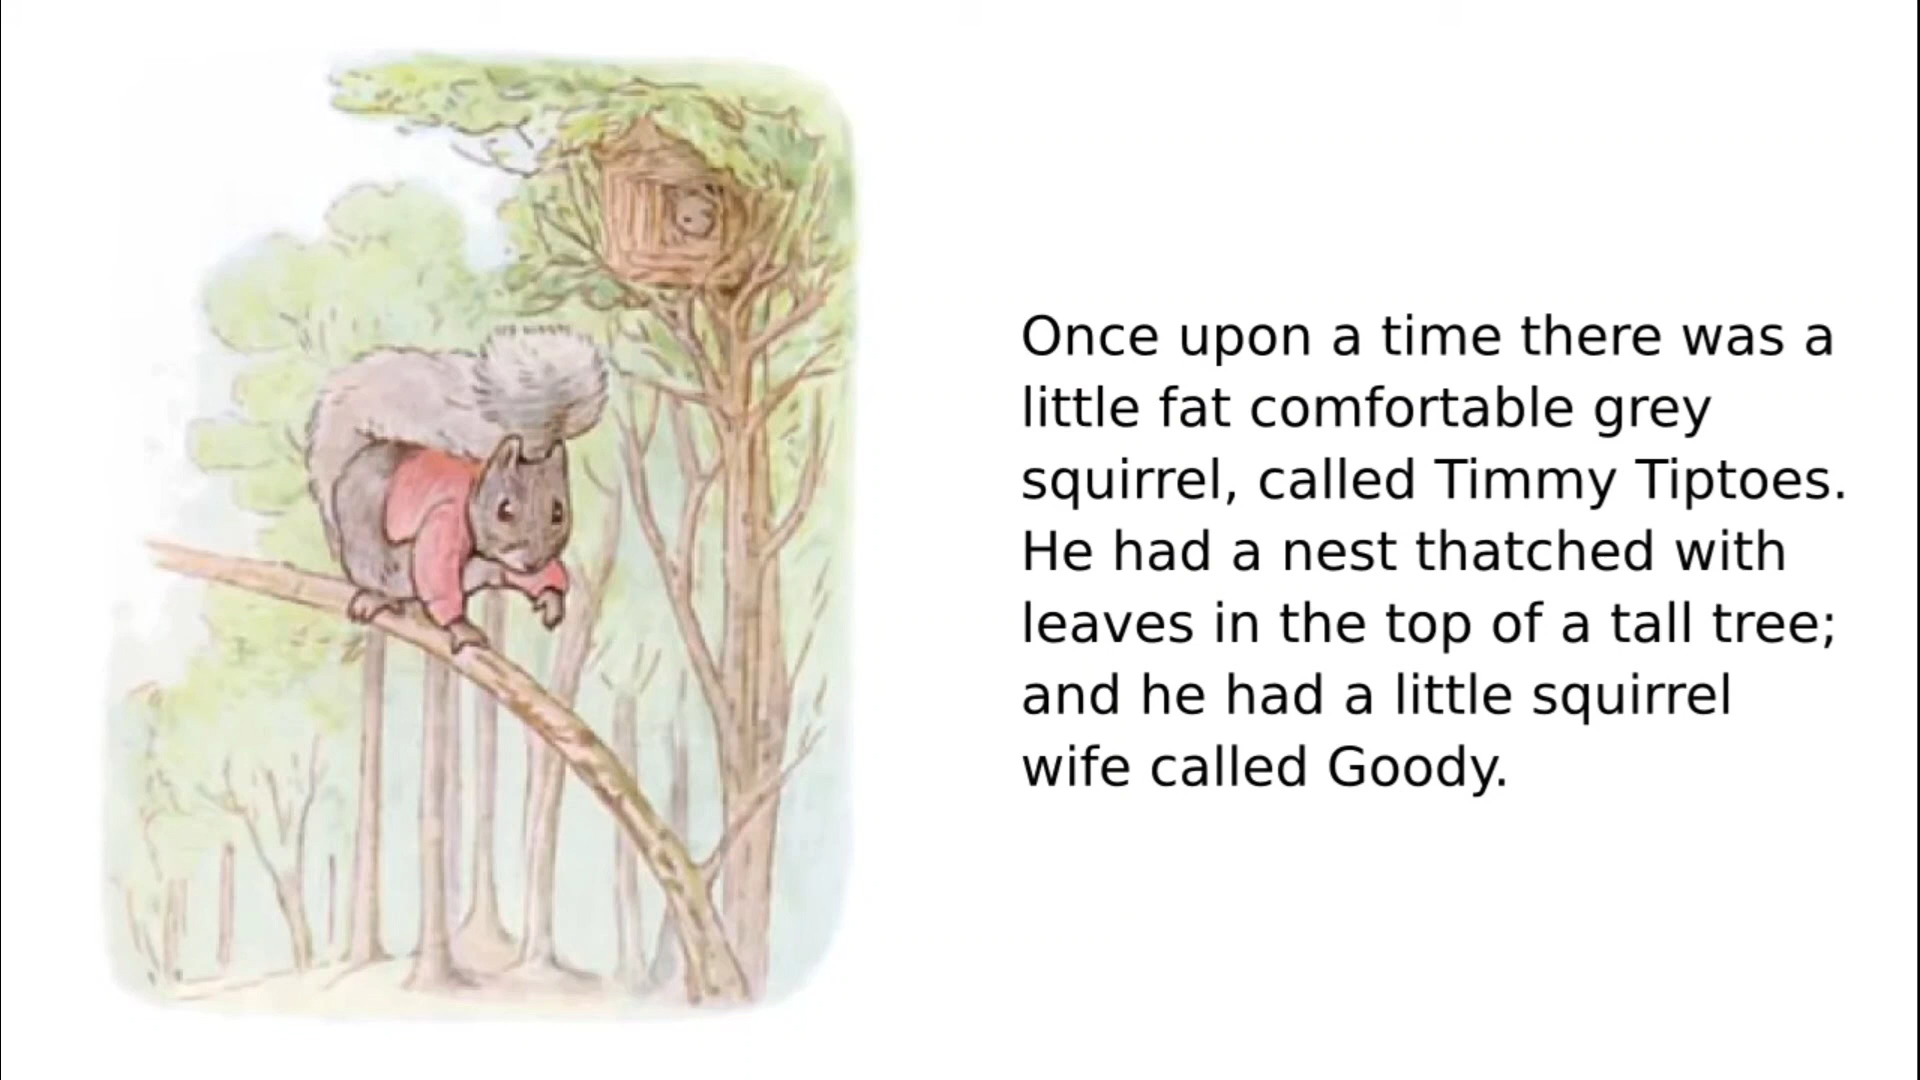 Once upon a time there was a
little fat comfortable grey
squirrel, called Timmy Tiptoes.
He had a nest thatched with
leaves in the top of a tall tree;
and he had a little squirrel
wife called Goody.